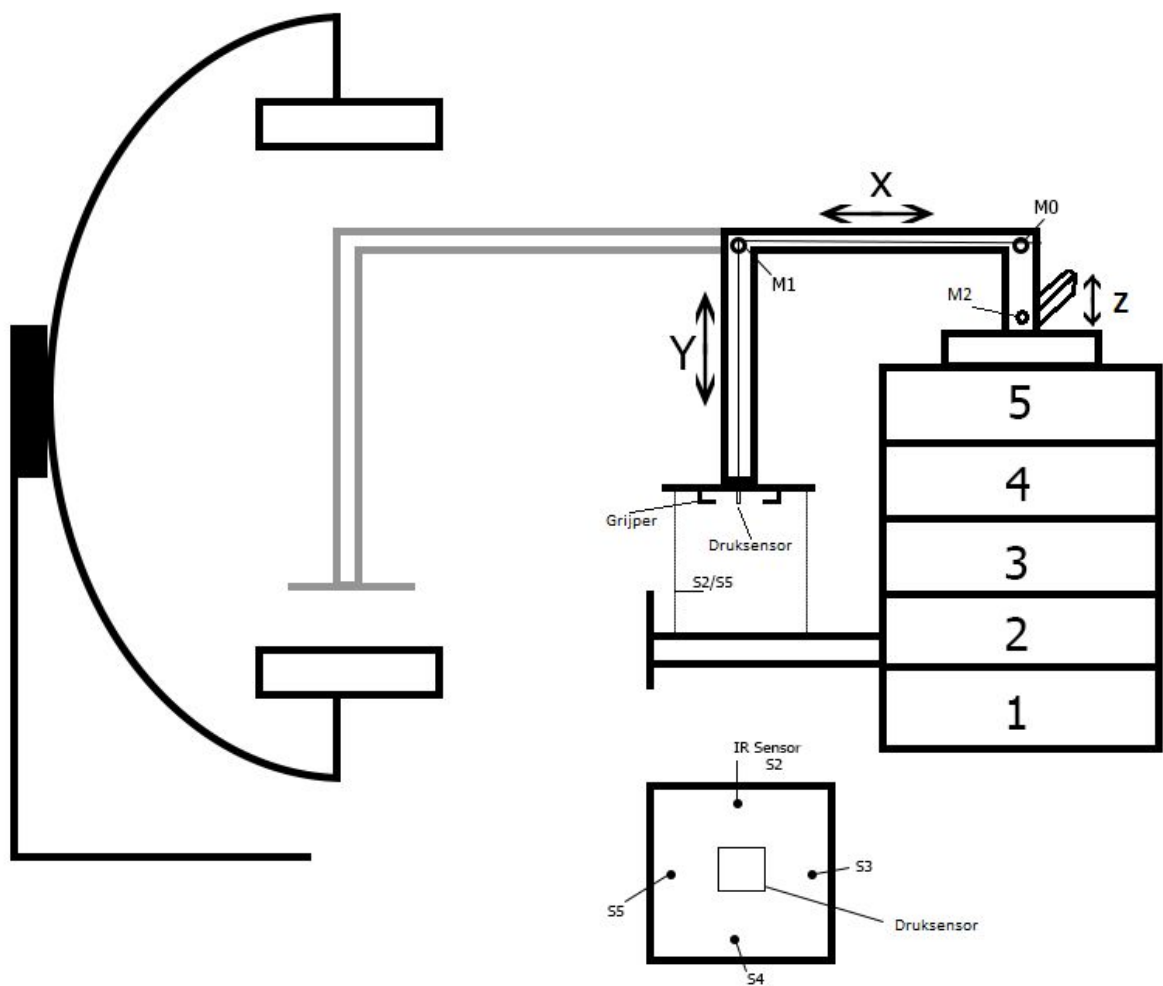 X
M0
M1
M2
Z
Y
5
4
3
2
1
Grijper
Druksensor
S2/S5
IR Sensor
S2
S3
S5
Druksensor
S4